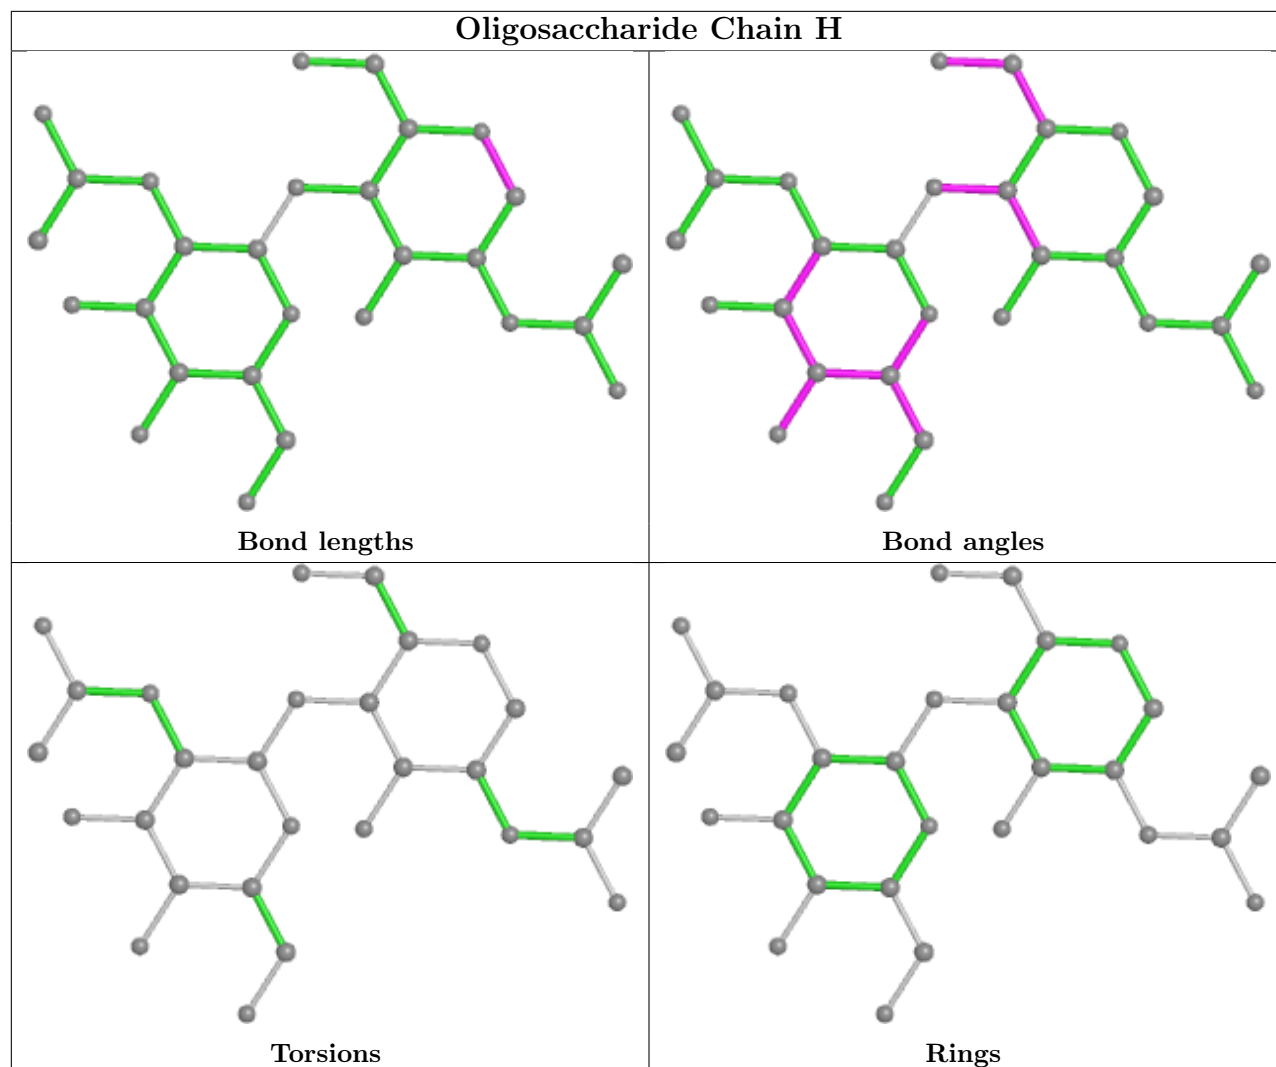 Oligosaccharide Chain H
Bond lengths
Bond angles
Torsions
Rings